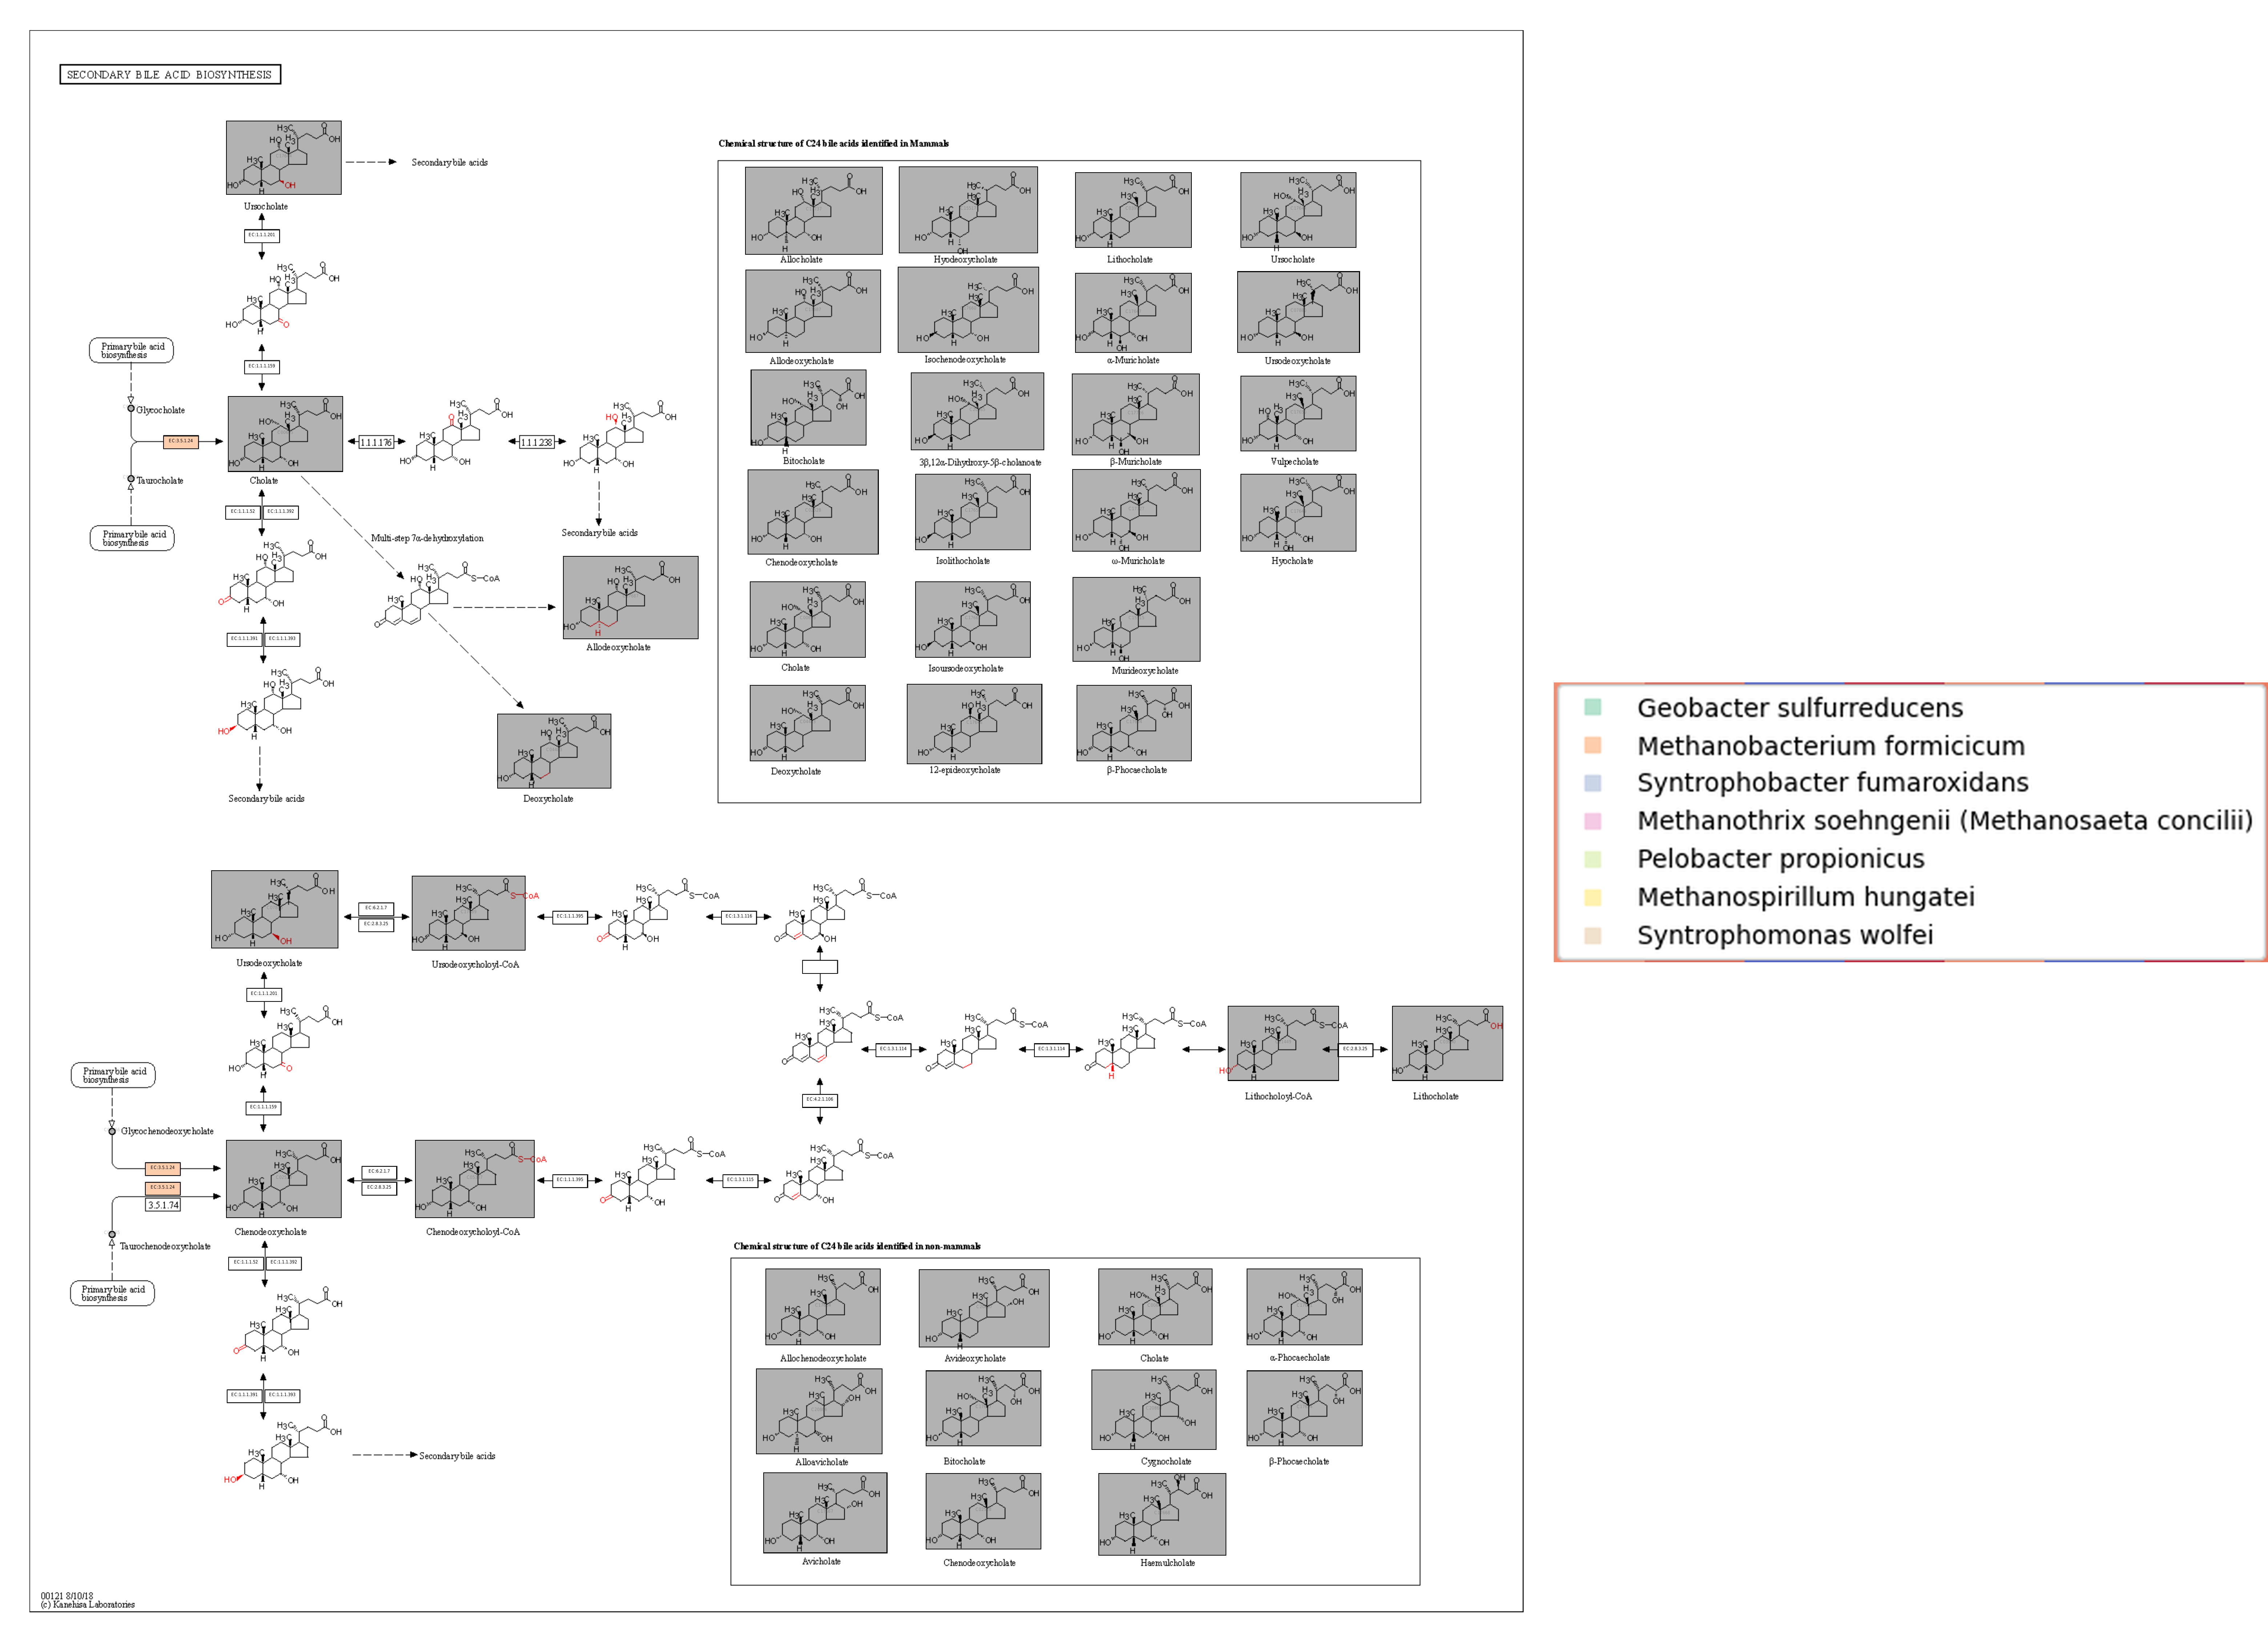 SECONDARY BILE ACID BIOSYNTHESIS
Ursocholate
Secondary bile acids
EC:1.1.1.201
EC:1.1.1.159
Primary bile acid
biosynthesis
Glycocholate
EC:3.5.1.24
Taurocholate
Primary bile acid
biosynthesis
Cholate
1.1.1.176
1.1.1.238
Secondary bile acids
EC:1.1.1.52
EC:1.1.1.392
Multi-step 7α-dehydroxylation
S-CoA
Allodeoxycholate
EC:1.1.1.391
EC:1.1.1.393
Deoxycholate
Secondary bile acids
Chemical structure of C24 bile acids identified in Mammals
Allocholate
Hyodeoxycholate
Lithocholate
Ursocholate
Allodeoxycholate
Isochenodeoxycholate
α-Muricholate
Ursodeoxycholate
Bitocholate
3β,12α-Dihydroxy-5β-cholanoate
β-Muricholate
Vulpecholate
Chenodeoxycholate
Isolithocholate
ω-Muricholate
Hyocholate
Cholate
Isoursodeoxycholate
Murideoxycholate
Deoxycholate
12-epideoxycholate
β-Phocaecholate
Ursodeoxycholate
EC:6.2.1.7
EC:2.8.3.25
Ursodeoxycholoyl-CoA
EC:1.1.1.395
EC:1.3.1.116
EC:1.1.1.201
EC:1.3.1.114
EC:1.3.1.114
Lithocholoyl-CoA
EC:2.8.3.25
Lithocholate
EC:4.2.1.106
EC:1.1.1.159
Primary bile acid
biosynthesis
Glycochenodeoxycholate
EC:3.5.1.24
EC:3.5.1.24
3.5.1.74
Taurochenodeoxycholate
Primary bile acid
biosynthesis
Chenodeoxycholate
EC:6.2.1.7
EC:2.8.3.25
Chenodeoxycholoyl-CoA
EC:1.1.1.395
EC:1.3.1.115
EC:1.1.1.52
EC:1.1.1.392
EC:1.1.1.391
EC:1.1.1.393
Secondary bile acids
Chemical structure of C24 bile acids identified in non-mammals
Allochenodeoxycholate
Avideoxycholate
Cholate
α-Phocaecholate
Alloavicholate
Bitocholate
Cygnocholate
β-Phocaecholate
Avicholate
Chenodeoxycholate
Haemulcholate
00121 8/10/18
(c) Kanehisa Laboratories
Geobacter sulfurreducens
Methanobacterium formicicum
Syntrophobacter fumaroxidans
Methanothrix soehngenii (Methanosaeta concilii)
Pelobacter propionicus
Methanospirillum hungatei
Syntrophomonas wolfei